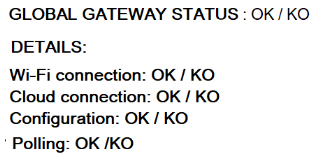 GLOBAL GATEWAY STATUS : OK / KO
DETAILS:
Wi-Fi connection: OK / KO
Cloud connection: OK / KO
Configuration: OK / KO
Polling: OK /KO